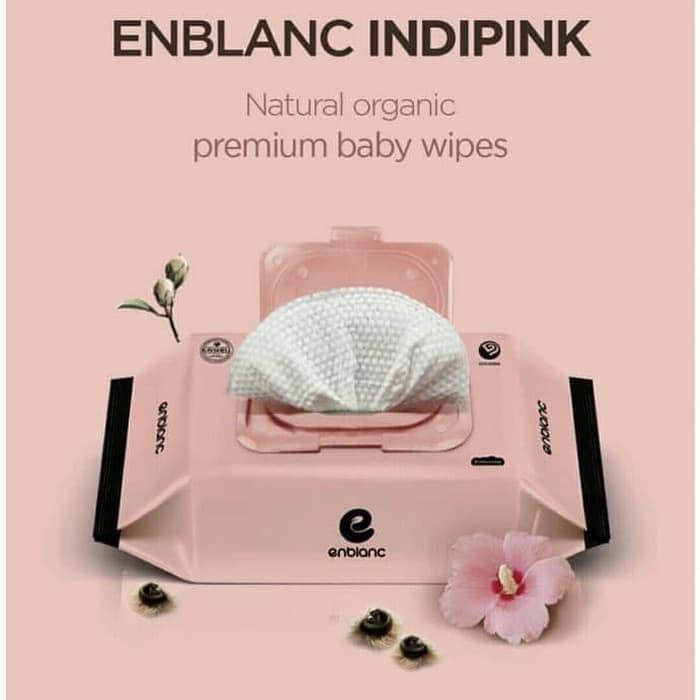 ENBLANC INDIPINK
Natural organic
premium baby wipes
enblanc
enblanc
enblanc